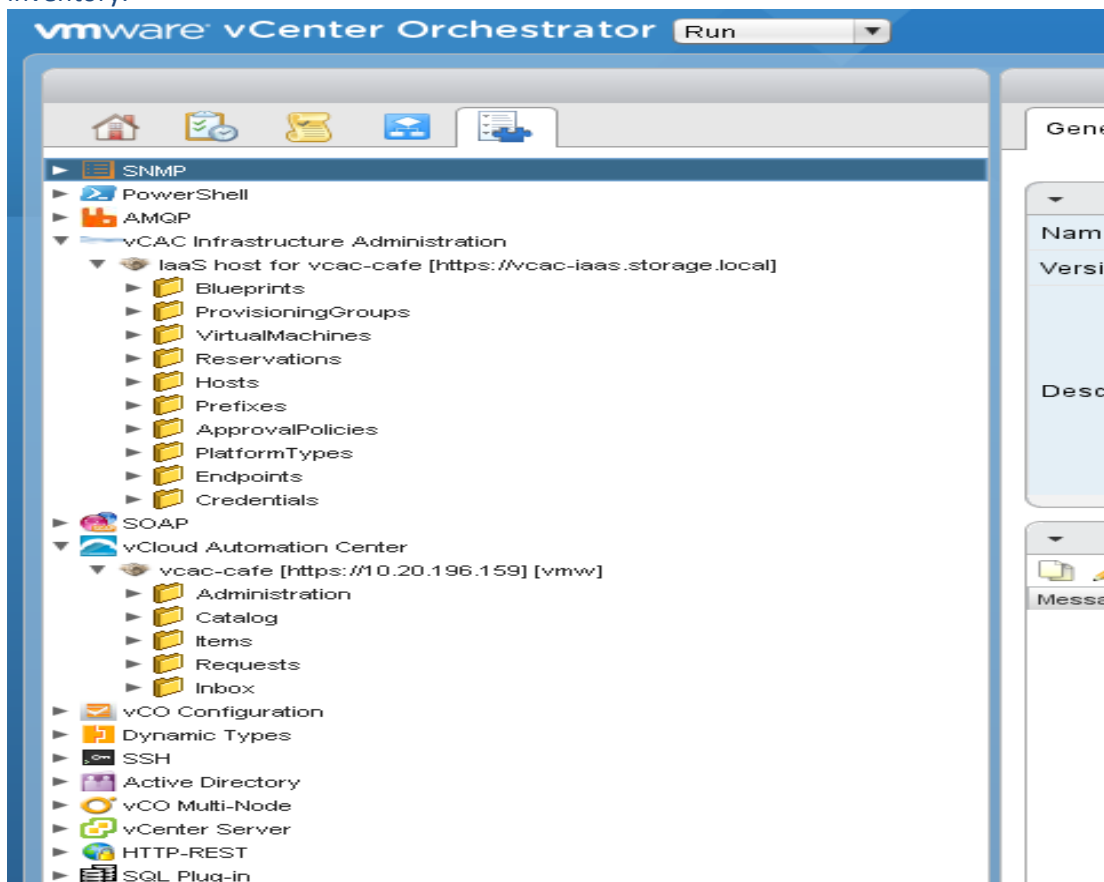 inventory.
vmware vCenter Orchestrator Run
SNMP
PowerShell
AMQP
vCAC Infrastructure Administration
IaaS host for vcac-cafe [https://vcac-iaas.storage.local]
Blueprints
ProvisioningGroups
VirtualMachines
Reservations
Hosts
Prefixes
ApprovalPolicies
PlatformTypes
Endpoints
Credentials
SOAP
vCloud Automation Center
vcac-cafe [https://10.20.196.159] [vmw]
Administration
Catalog
Items
Requests
Inbox
vCO Configuration
Dynamic Types
SSH
Active Directory
vCO Multi-Node
vCenter Server
HTTP-REST
SQL Plug-in
Gene
Nam
Versi
Desc
Messa